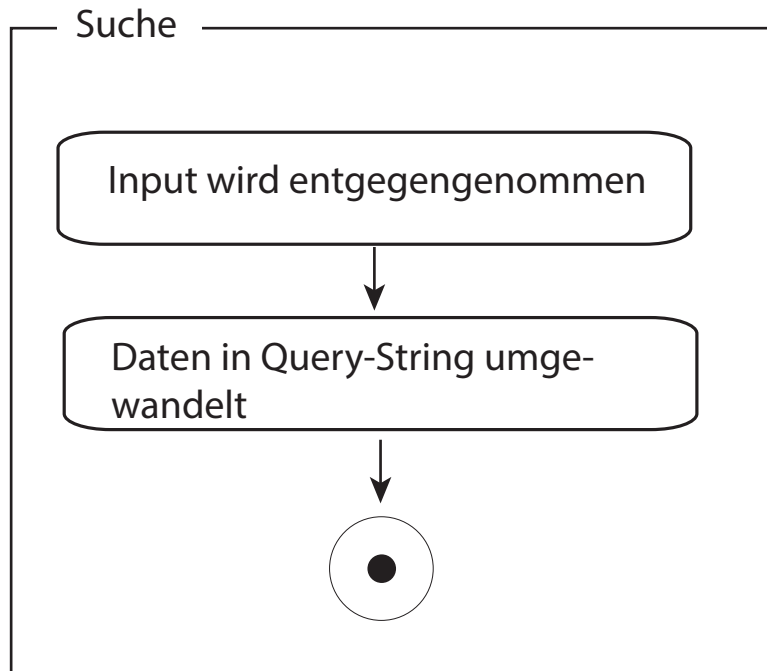 Suche
Input wird entgegengenommen
Daten in Query-String umge-
wandelt